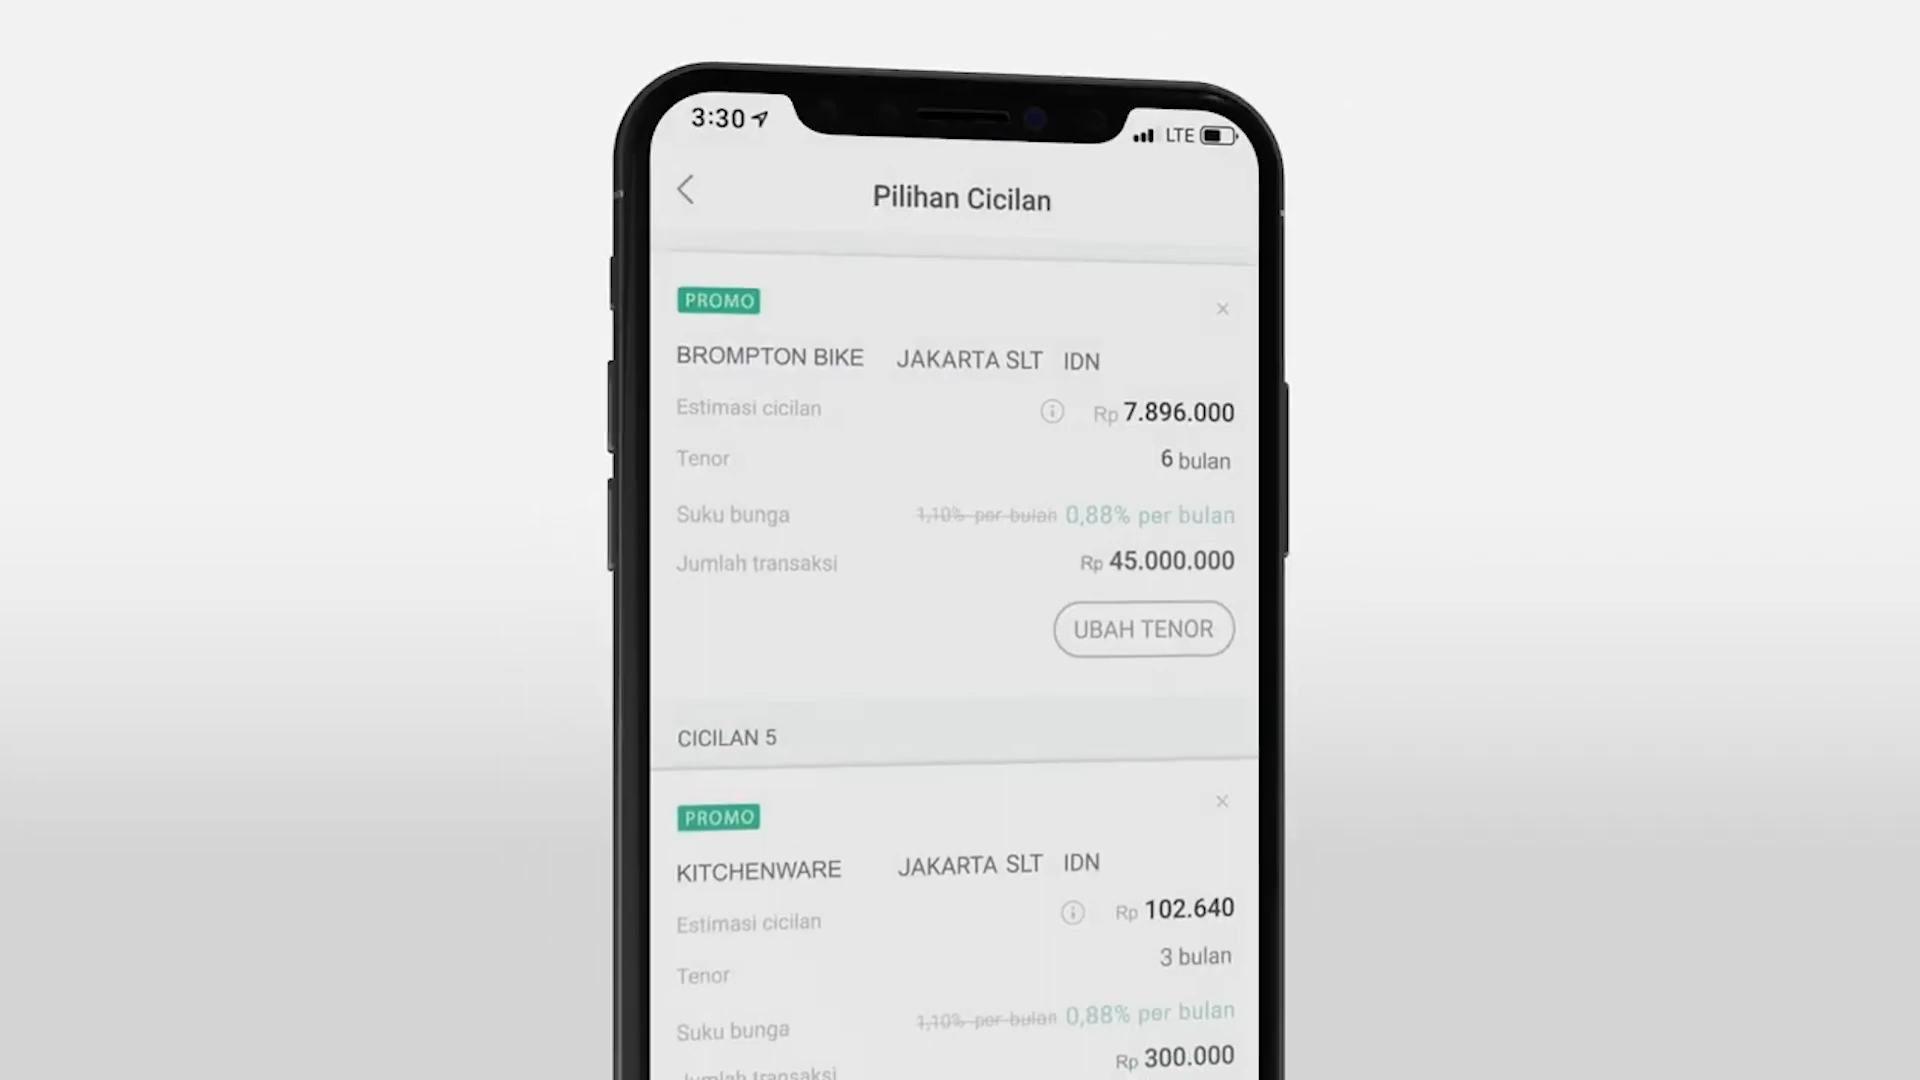 3:30 LTE
Pilihan Cicilan
PROMO
BROMPTON BIKE JAKARTA SLT IDN
Estimasi cicilan Rp 7.896.000
Tenor 6 bulan
Suku bunga 1,10% per bulan 0,88% per bulan
Jumlah transaksi Rp 45.000.000
UBAH TENOR
CICILAN 5
PROMO
KITCHENWARE JAKARTA SLT IDN
Estimasi cicilan Rp 102.640
Tenor 3 bulan
Suku bunga 1,10% per bulan 0,88% per bulan
Jumlah transaksi Rp 300.000